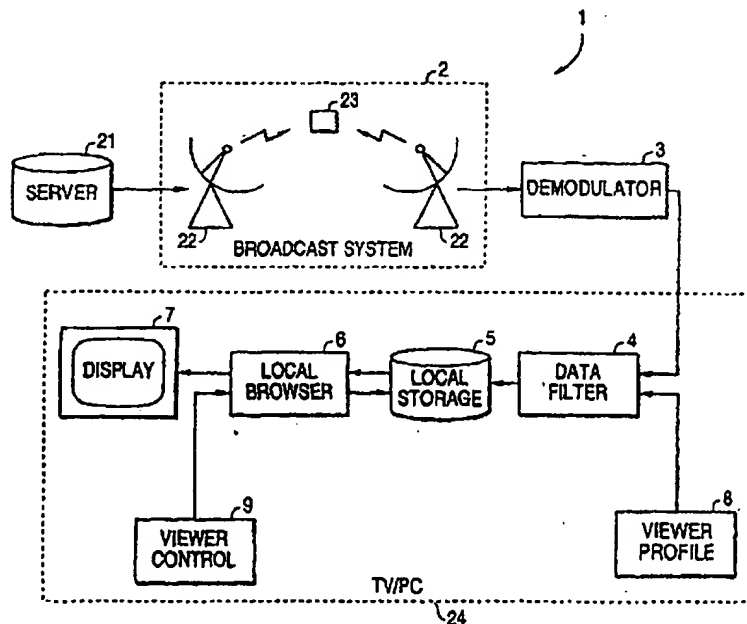 1
2
23
21
SERVER
22
22
BROADCAST SYSTEM
3
DEMODULATOR
7
DISPLAY
6
LOCAL
BROWSER
5
LOCAL
STORAGE
4
DATA
FILTER
9
VIEWER
CONTROL
8
VIEWER
PROFILE
TV/PC
24